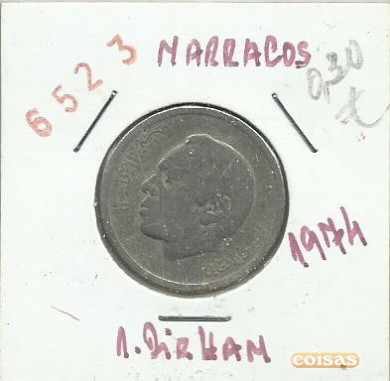 6523 MARRACOS
0,30
1974
1.DirHAM
coisas